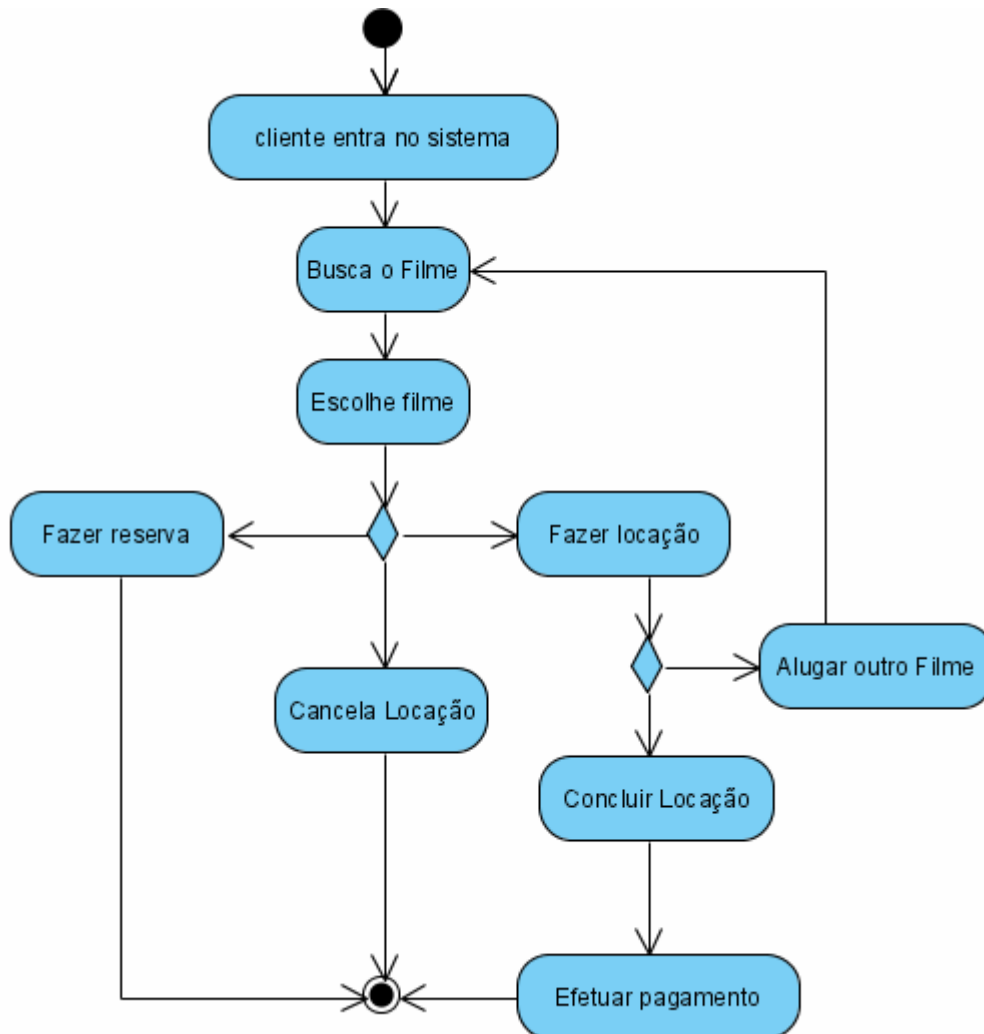 cliente entra no sistema
Busca o Filme
Escolhe filme
Fazer reserva
Fazer locação
Alugar outro Filme
Cancela Locação
Concluir Locação
Efetuar pagamento